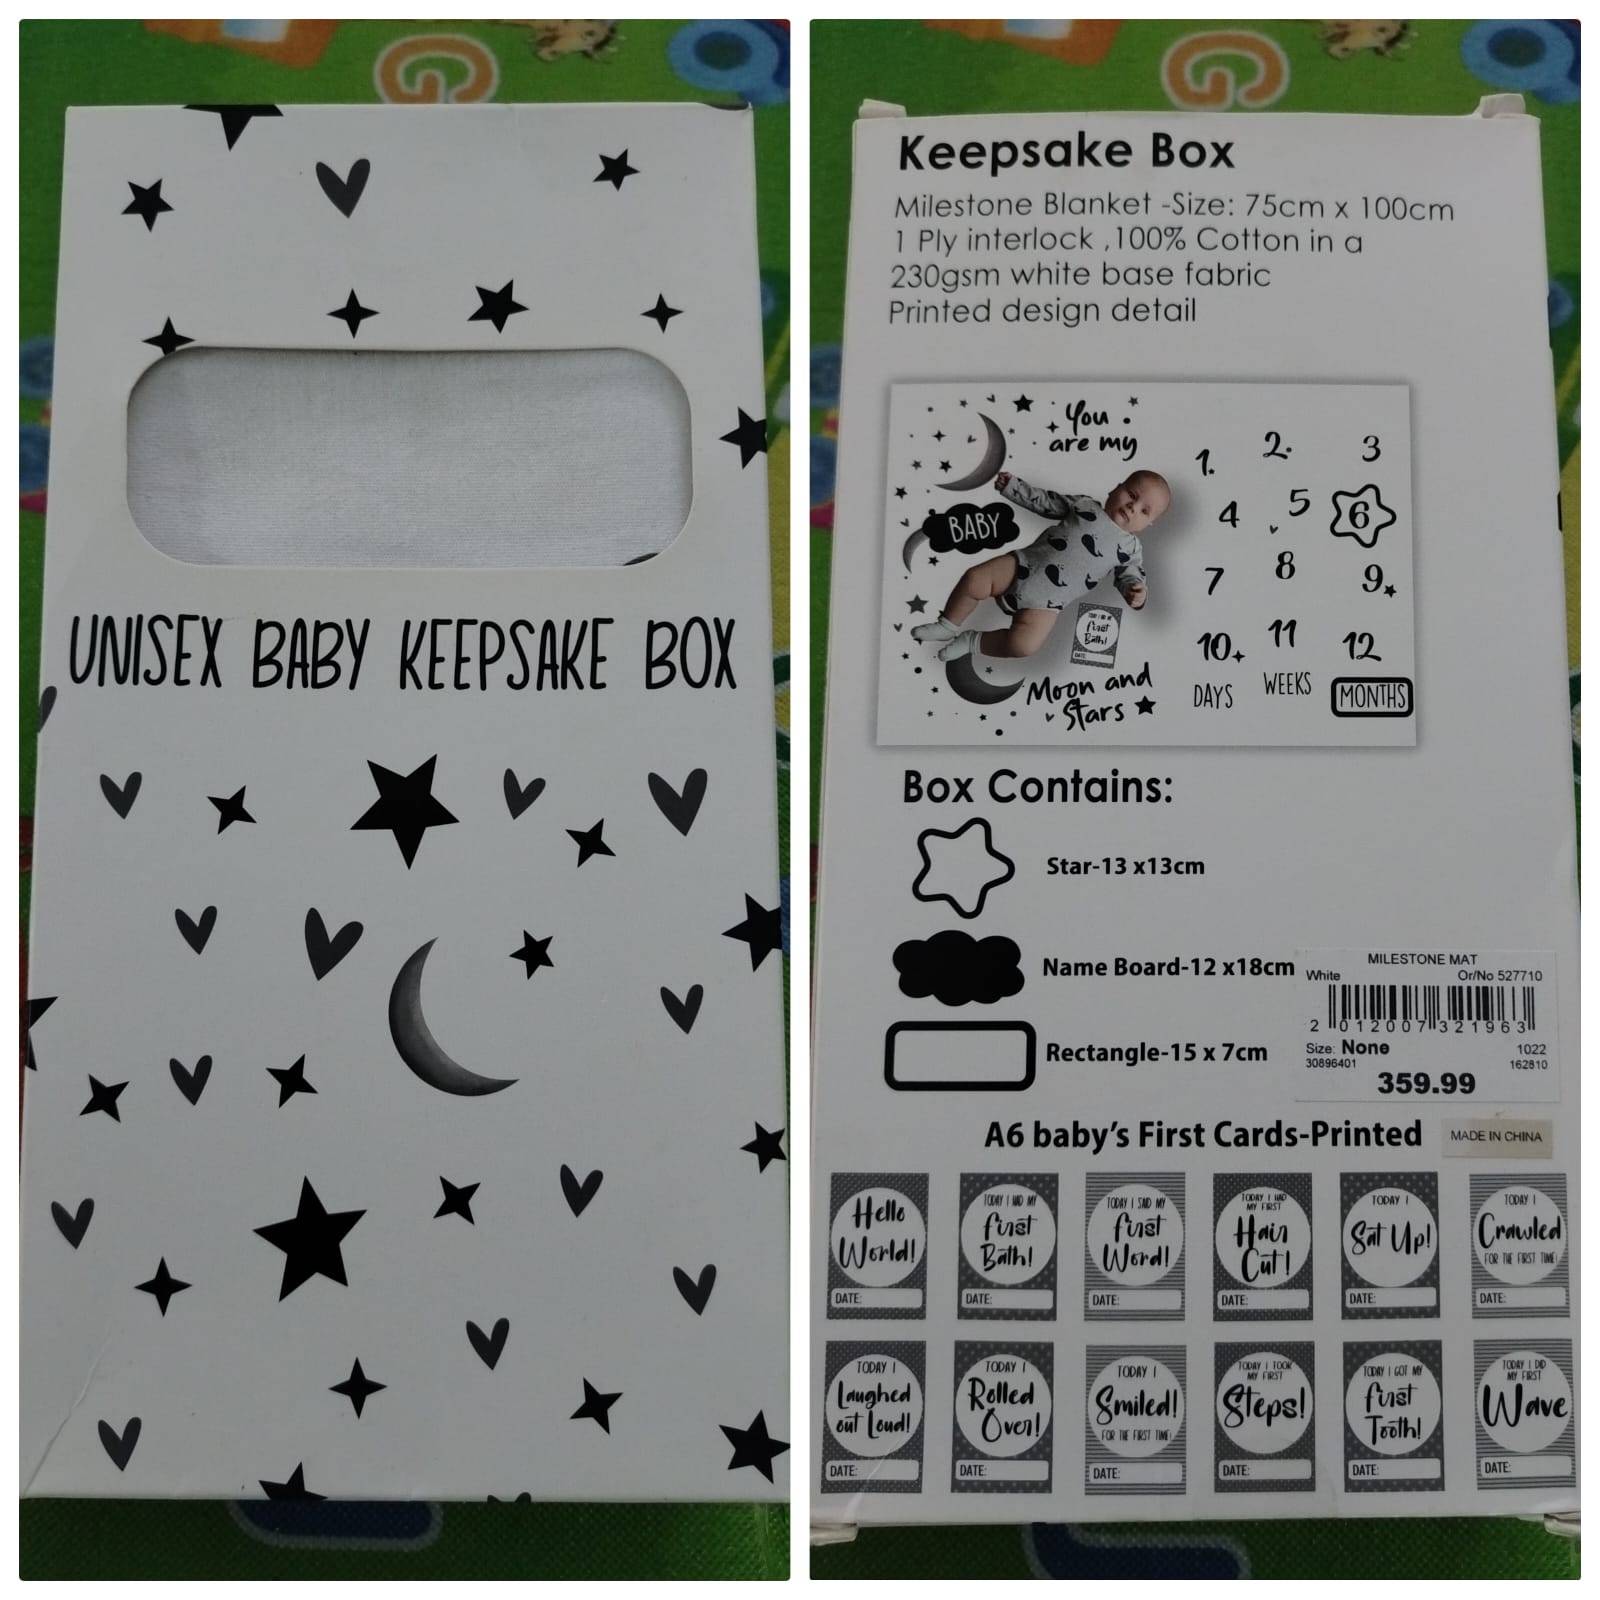 G
UNISEX BABY KEEPSAKE BOX
G
Keepsake Box
Milestone Blanket -Size: 75cm x 100cm
1 Ply interlock ,100% Cotton in a
230gsm white base fabric
Printed design detail
You
are my
BABY
TODAY I HAD MY
first
Bath!
DATE:
Moon and
Stars
1. 2. 3
4 5 6
7 8 9
10 11 12
DAYS WEEKS MONTHS
Box Contains:
Star-13 x13cm
Name Board-12 x18cm
Rectangle-15 x 7cm
MILESTONE MAT
White Or/No 527710
2 012007 321963
Size: None 1022
30896401 162810
359.99
A6 baby's First Cards-Printed
MADE IN CHINA
Hello
World!
DATE:
TODAY I HAD MY
first
Bath!
DATE:
TODAY I SAID MY
first
Word!
DATE:
TODAY I HAD
MY FIRST
Hair
Cut!
DATE:
TODAY I
Sat Up!
DATE:
TODAY I
Crawled
FOR THE FIRST TIME!
DATE:
TODAY I
Laughed
out Loud!
DATE:
TODAY I
Rolled
Over!
DATE:
TODAY I
Smiled!
FOR THE FIRST TIME!
DATE:
TODAY I TOOK
MY FIRST
Steps!
DATE:
TODAY I GOT MY
first
Tooth!
DATE:
TODAY I DID
MY FIRST
Wave
DATE: